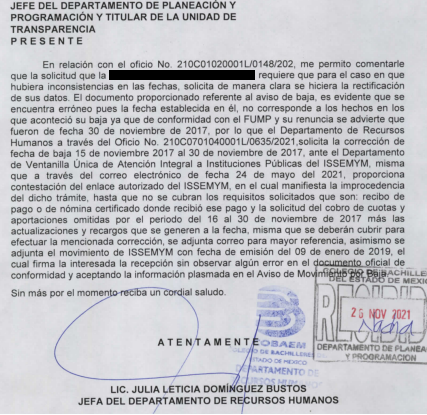 JEFE DEL DEPARTAMENTO DE PLANEACIÓN Y
PROGRAMACIÓN Y TITULAR DE LA UNIDAD DE
TRANSPARENCIA
P R E S E N T E
En relación con el oficio No. 210C01020001L/0148/202, me permito comentarle
que la solicitud que la requiere que para el caso en que
hubiera inconsistencias en las fechas, solicita de manera clara se hiciera la rectificación
de sus datos. El documento proporcionado referente al aviso de baja, es evidente que se
encuentra erróneo pues la fecha establecida en él, no corresponde a los hechos en los
que aconteció su baja ya que de conformidad con el FUMP y su renuncia se advierte que
fueron de fecha 30 de noviembre de 2017, por lo que el Departamento de Recursos
Humanos a través del Oficio No. 210C0701040001L/0635/2021,solicita la corrección de
fecha de baja 15 de noviembre 2017 al 30 de noviembre de 2017, ante el Departamento
de Ventanilla Única de Atención Integral a Instituciones Públicas del ISSEMYM, misma
que a través del correo electrónico de fecha 24 de mayo del 2021, proporciona
contestación del enlace autorizado del ISSEMYM, en el cual manifiesta la improcedencia
del dicho trámite, hasta que no se cubran los requisitos solicitados que son: recibo de
pago o de nómina certificado donde recibió ese pago y la solicitud del cobro de cuotas y
aportaciones omitidas por el periodo del 16 al 30 de noviembre de 2017 más las
actualizaciones y recargos que se generen a la fecha, misma que se deberán cubrir para
efectuar la mencionada corrección, se adjunta correo para mayor referencia, asimismo se
adjunta el movimiento de ISSEMYM con fecha de emisión del 09 de enero de 2019, el
cual firma la interesada la recepción sin observar algún error en el documento oficial de
conformidad y aceptando la información plasmada en el Aviso de Movimiento por Baja.
Sin más por el momento reciba un cordial saludo.
COLEGIO DE BACHILLE
DEL ESTADO DE MEXI
RECIBIDO
26 NOV 2021
DEPARTAMENTO DE PLANEA
Y PROGRAMACIÓN
A T E N T A M E N T E
COBAEM
COLEGIO DE BACHILLERES
ESTADO DE MÉXICO
DEPARTAMENTO DE
RECURSOS HUMANOS
LIC. JULIA LETICIA DOMÍNGUEZ BUSTOS
JEFA DEL DEPARTAMENTO DE RECURSOS HUMANOS